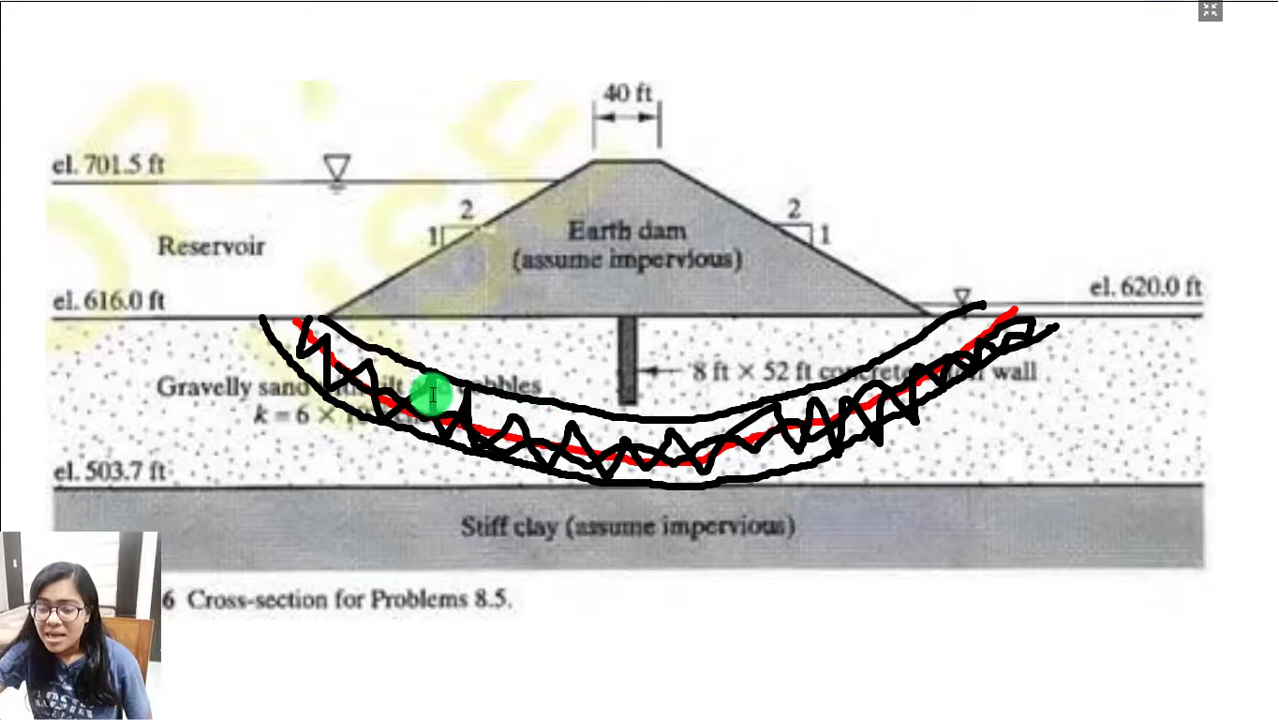 40 ft
el. 701.5 ft
2
1
2
1
Reservoir
Earth dam
(assume impervious)
el. 616.0 ft
el. 620.0 ft
8 ft × 52 ft concrete wall
Gravelly sand
k = 6 ×
el. 503.7 ft
Stiff clay (assume impervious)
6 Cross-section for Problems 8.5.